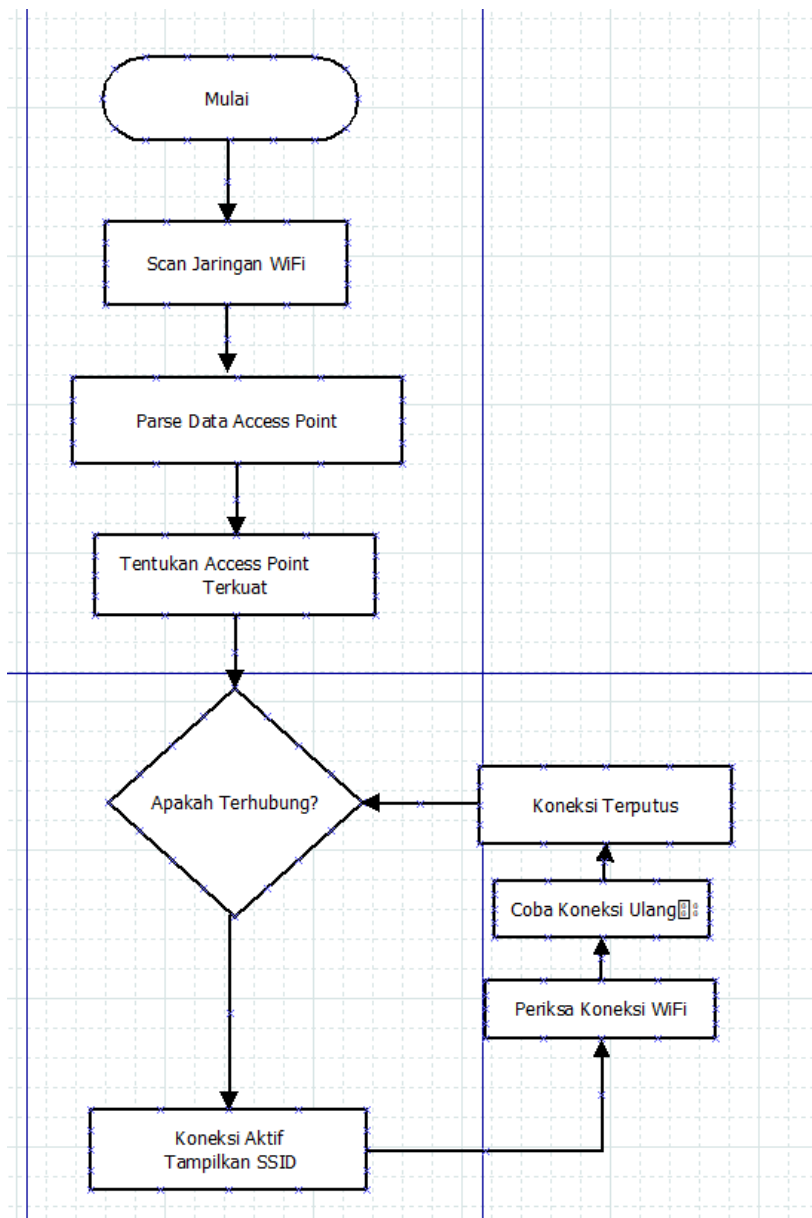 Mulai
Scan Jaringan WiFi
Parse Data Access Point
Tentukan Access Point
Terkuat
Apakah Terhubung?
Koneksi Terputus
Coba Koneksi Ulang
Periksa Koneksi WiFi
Koneksi Aktif
Tampilkan SSID